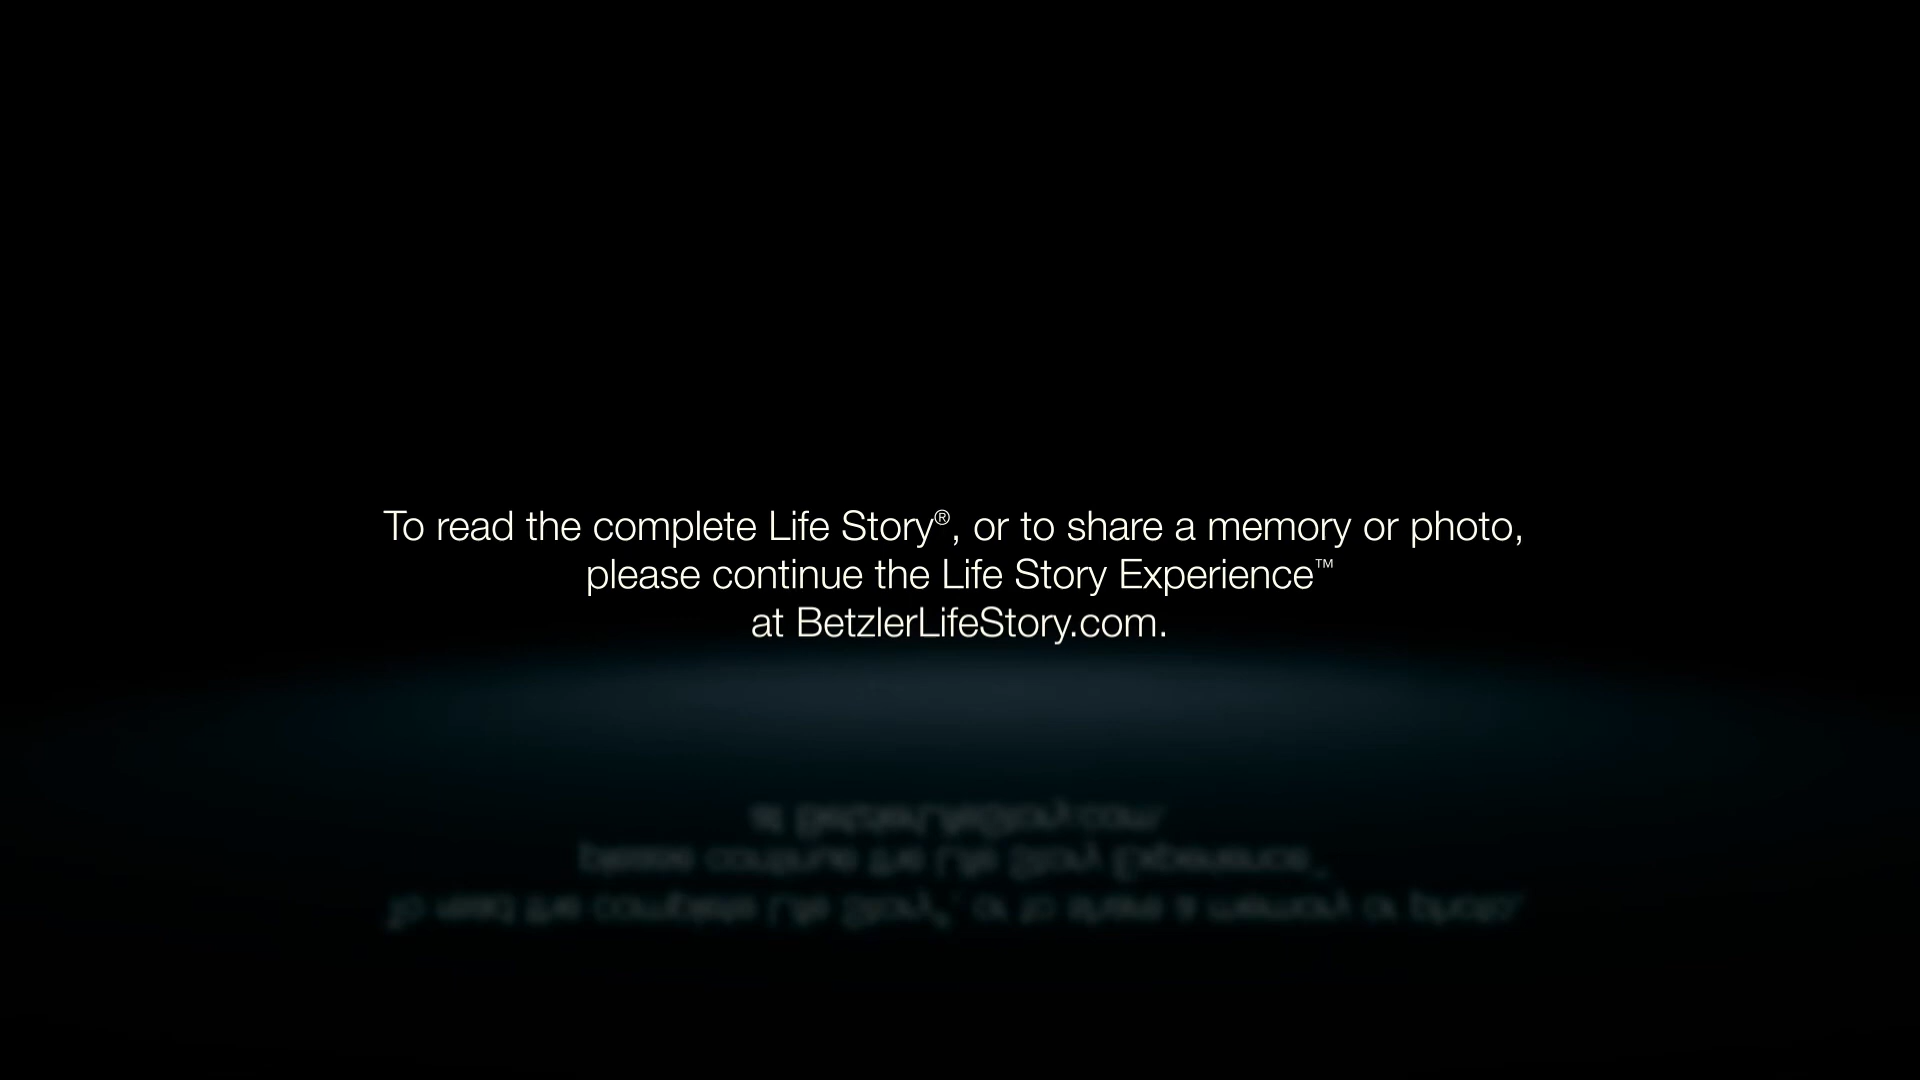 To read the complete Life Story®, or to share a memory or photo,
please continue the Life Story Experience™
at BetzlerLifeStory.com.